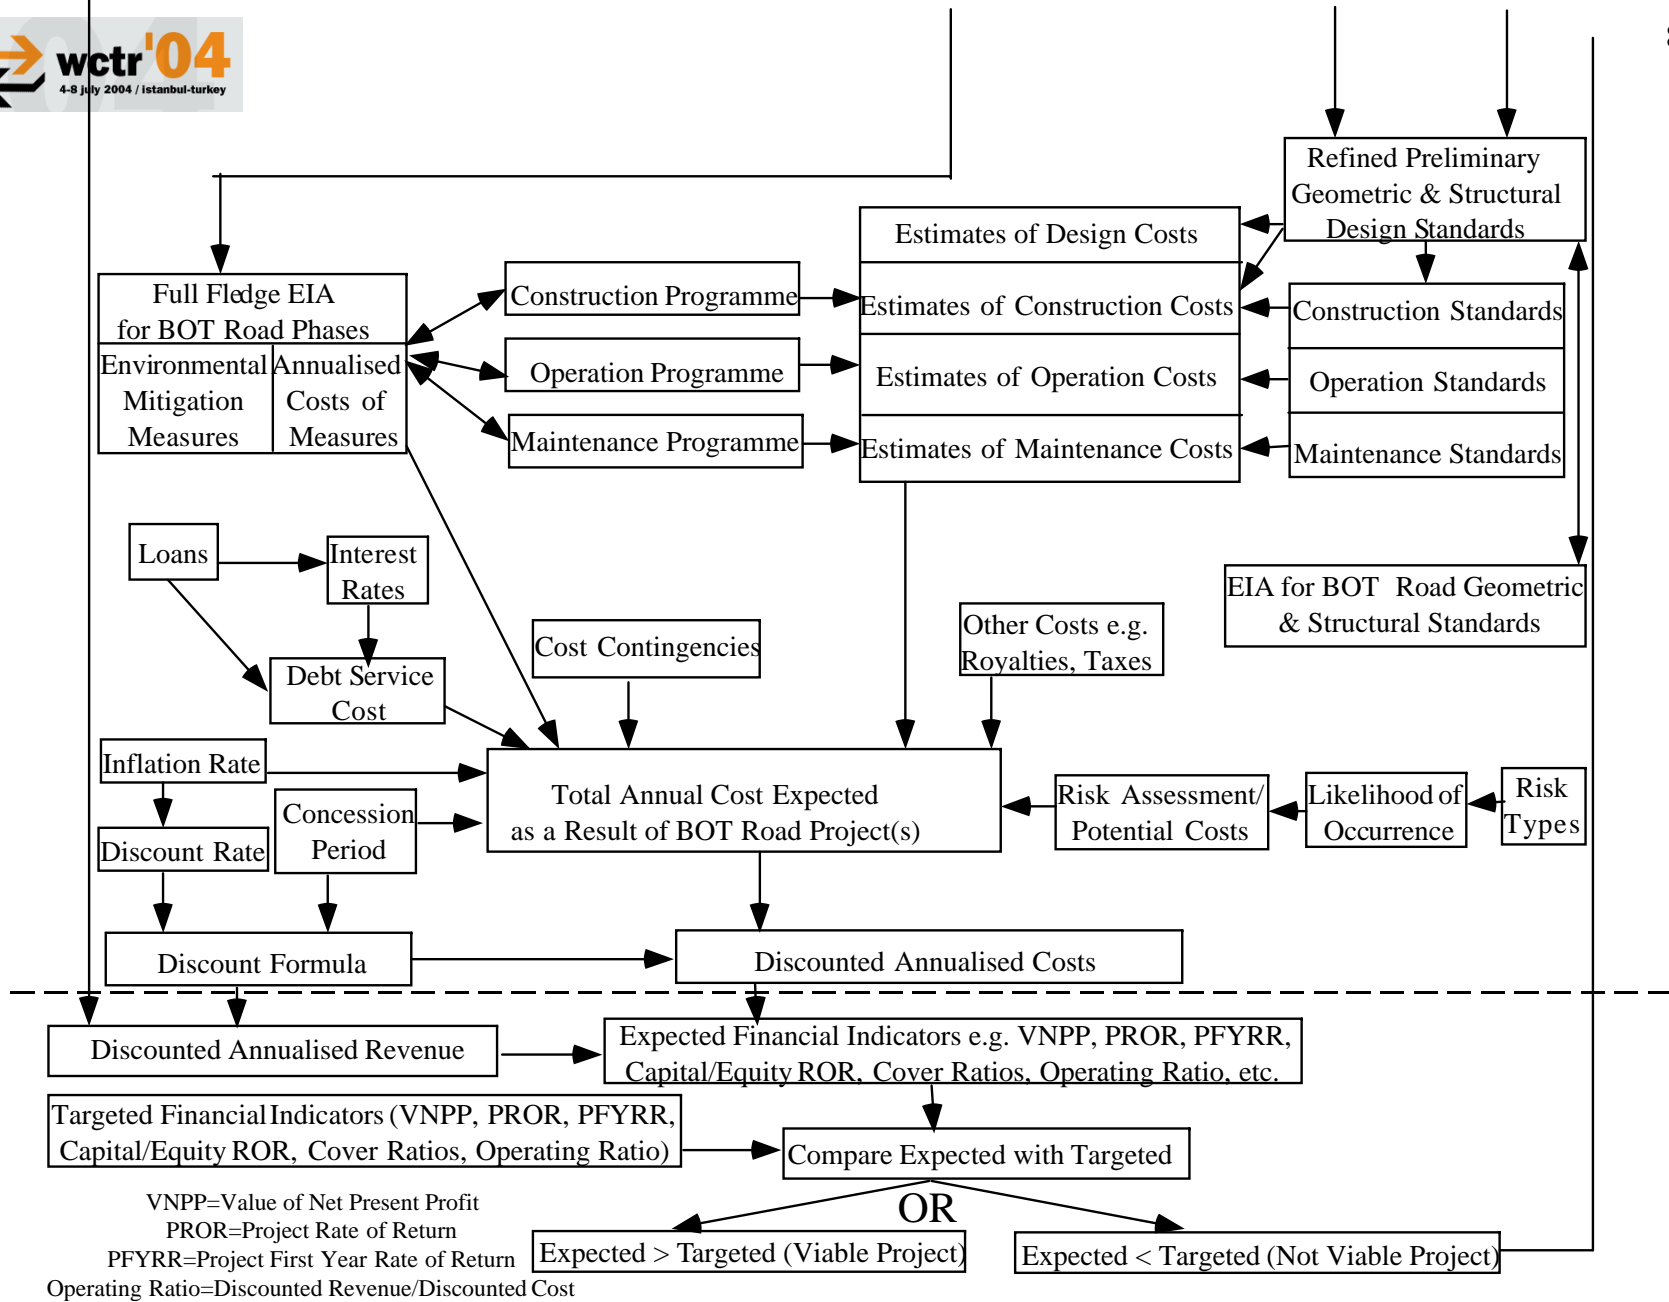 wctr'04
4-8 july 2004 / istanbul-turkey
Refined Preliminary
Geometric & Structural
Design Standards
Estimates of Design Costs
Full Fledge EIA
for BOT Road Phases
Construction Programme
Estimates of Construction Costs
Construction Standards
Environmental
Mitigation
Measures
Annualised
Costs of
Measures
Operation Programme
Estimates of Operation Costs
Operation Standards
Maintenance Programme
Estimates of Maintenance Costs
Maintenance Standards
Loans
Interest
Rates
EIA for BOT Road Geometric
& Structural Standards
Cost Contingencies
Other Costs e.g.
Royalties, Taxes
Debt Service
Cost
Inflation Rate
Concession
Period
Total Annual Cost Expected
as a Result of BOT Road Project(s)
Risk Assessment/
Potential Costs
Likelihood of
Occurrence
Risk
Types
Discount Rate
Discount Formula
Discounted Annualised Costs
Discounted Annualised Revenue
Expected Financial Indicators e.g. VNPP, PROR, PFYRR,
Capital/Equity ROR, Cover Ratios, Operating Ratio, etc.
Targeted Financial Indicators (VNPP, PROR, PFYRR,
Capital/Equity ROR, Cover Ratios, Operating Ratio)
Compare Expected with Targeted
OR
Expected > Targeted (Viable Project)
Expected < Targeted (Not Viable Project)
VNPP=Value of Net Present Profit
PROR=Project Rate of Return
PFYRR=Project First Year Rate of Return
Operating Ratio=Discounted Revenue/Discounted Cost